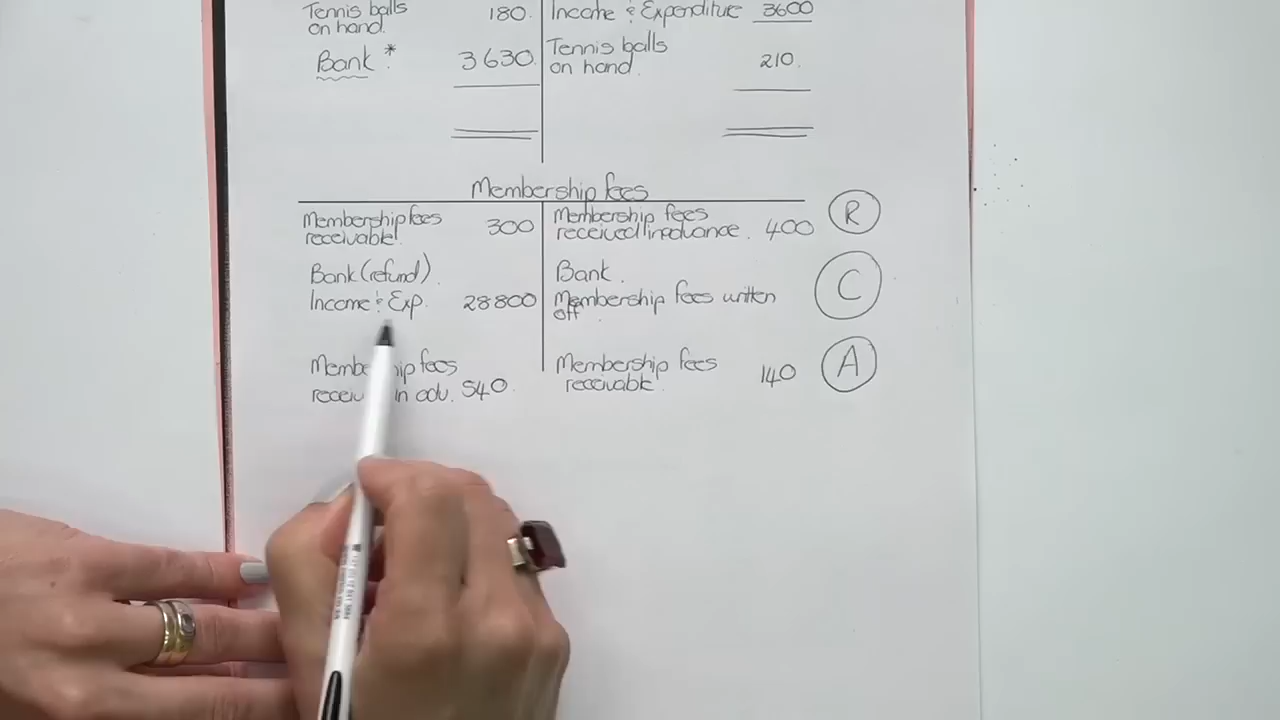 Tennis balls 180. Income & Expenditure 3600
on hand.
Bank * 3630. Tennis balls
on hand. 210.
Membership fees
Membership fees 300 Membership fees R
receivable. received in advance. 400
Bank (refund). Bank. C
Income & Exp. 28800 Membership fees written
off.
fees Membership fees A
in adv. 540. receivable. 140